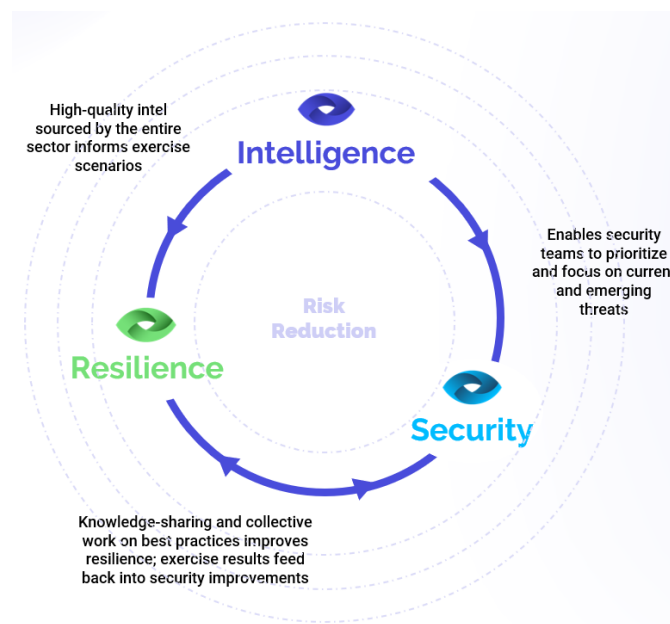 High-quality intel
sourced by the entire
sector informs exercise
scenarios
Intelligence
Enables security
teams to prioritize
and focus on curren
and emerging
threats
Risk
Reduction
Resilience
Security
Knowledge-sharing and collective
work on best practices improves
resilience; exercise results feed
back into security improvements